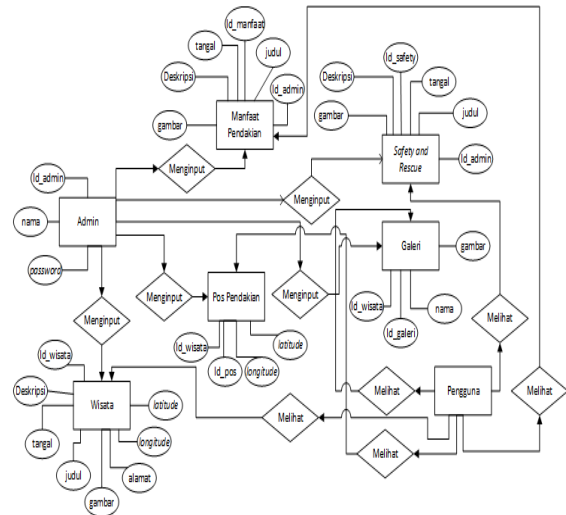 Id_manfaat
tangal
judul
Deskripsi
Id_admin
gambar
Manfaat
Pendakian
Id_safety
Deskripsi
tangal
gambar
judul
Safety and
Rescue
Id_admin
Menginput
Menginput
Id_admin
nama
Admin
password
Galeri
gambar
Id_wisata
nama
Id_galeri
Menginput
Pos Pendakian
Menginput
Id_wisata
latitude
Id_pos
longitude
Menginput
Melihat
Melihat
Melihat
Pengguna
Melihat
Melihat
Id_wisata
Deskripsi
Wisata
latitude
tangal
longitude
judul
alamat
gambar